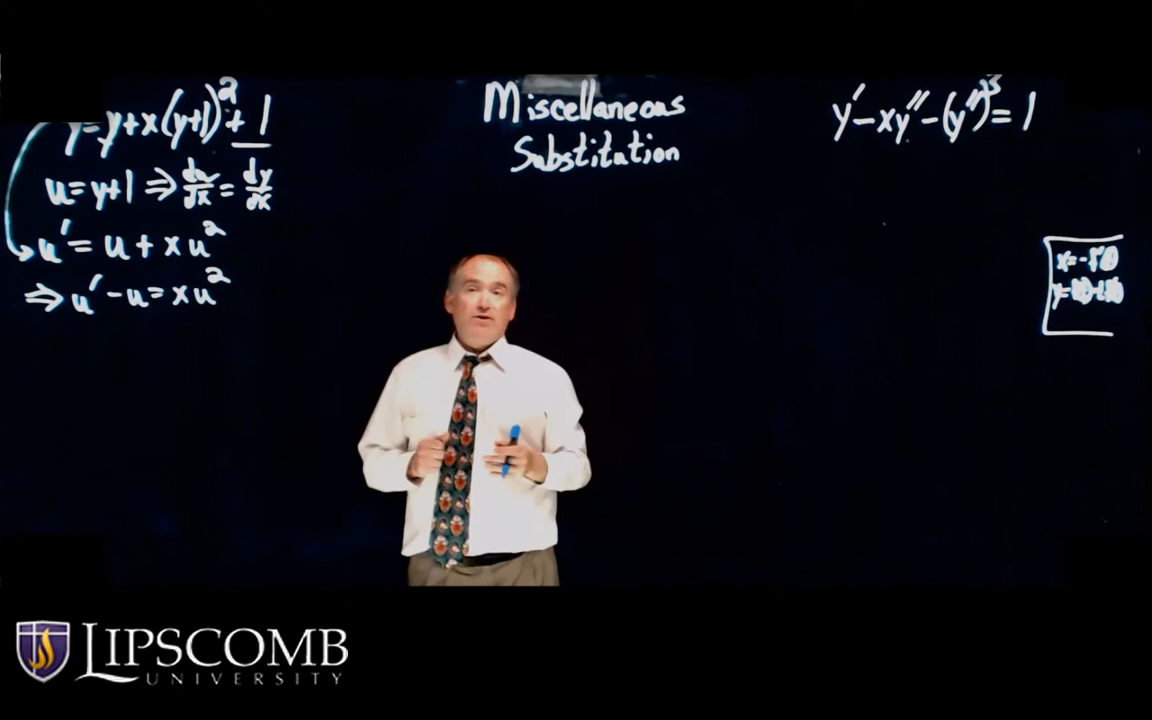 y'=y+x(y+1)²+1
u=y+1 ⇒ du/dx = dy/dx
u' = u + xu²
⇒ u' - u = xu²
Miscellaneous
Substitution
y' - xy'' - (y'')³ = 1
LIPSCOMB
UNIVERSITY